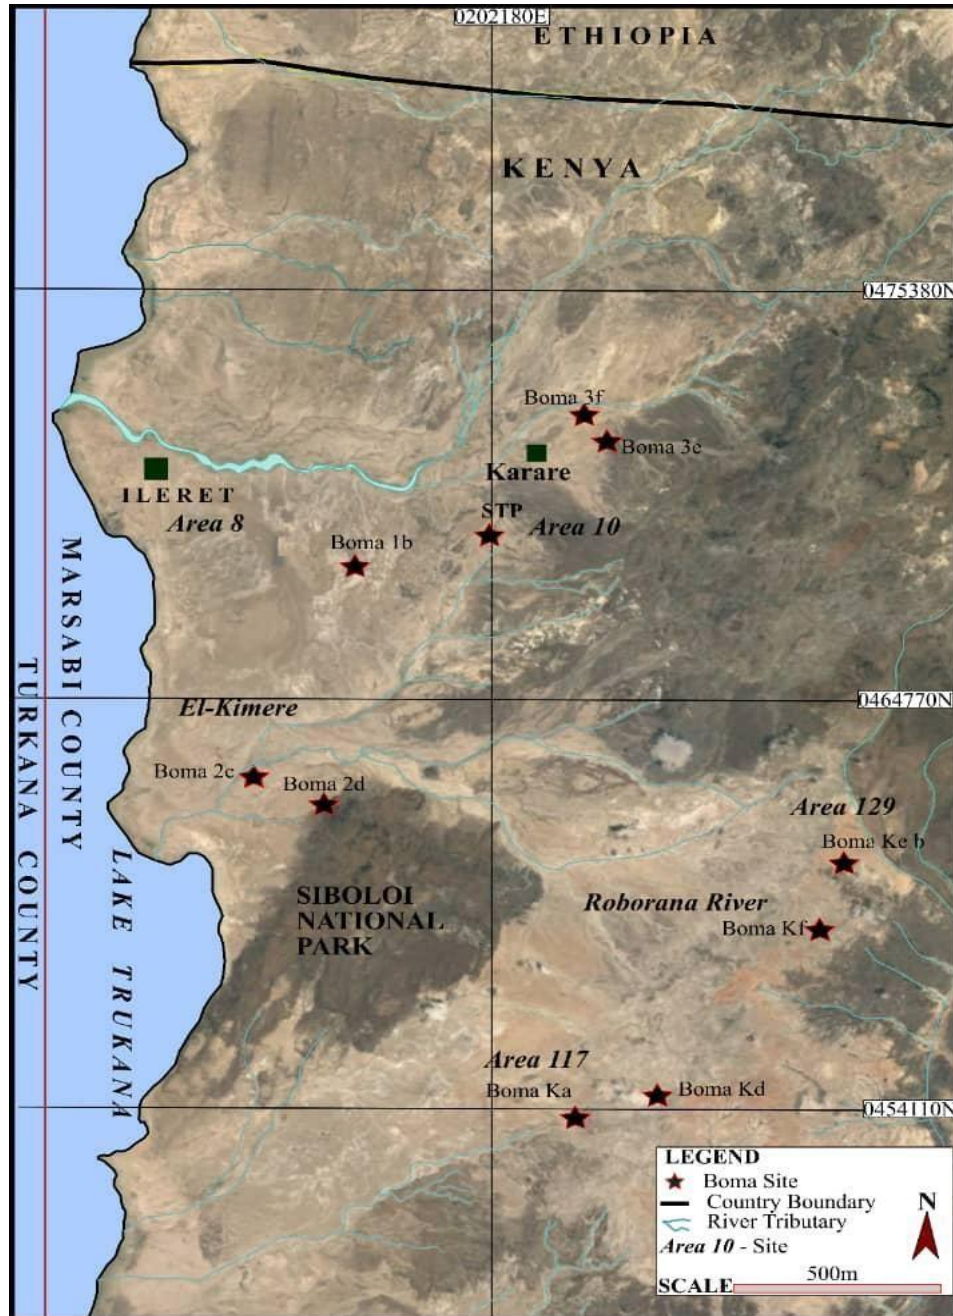 0202180E
ETHIOPIA
KENYA
0475380N
Boma 3f
Boma 3e
Karare
ILERET
Area 8
STP
Area 10
Boma 1b
MARSABI COUNTY
TURKANA COUNTY
0464770N
El-Kimere
Boma 2c
Boma 2d
Area 129
Boma Ke b
LAKE TRUKANA
SIBOLOI
NATIONAL
PARK
Roborana River
Boma Kf
Area 117
Boma Ka
Boma Kd
0454110N
LEGEND
Boma Site
Country Boundary
River Tributary
Area 10 - Site
N
SCALE
500m